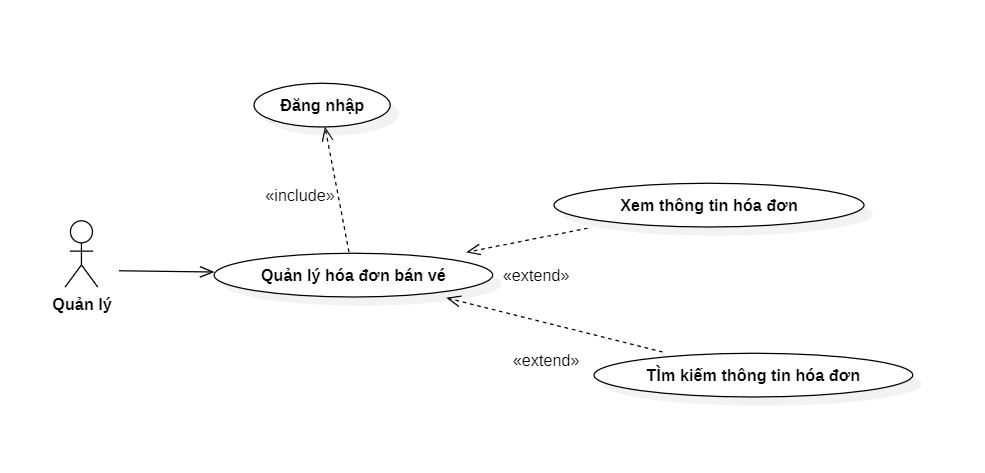 Đăng nhập
«include»
Xem thông tin hóa đơn
Quản lý hóa đơn bán vé
«extend»
Quản lý
«extend»
TÌm kiếm thông tin hóa đơn